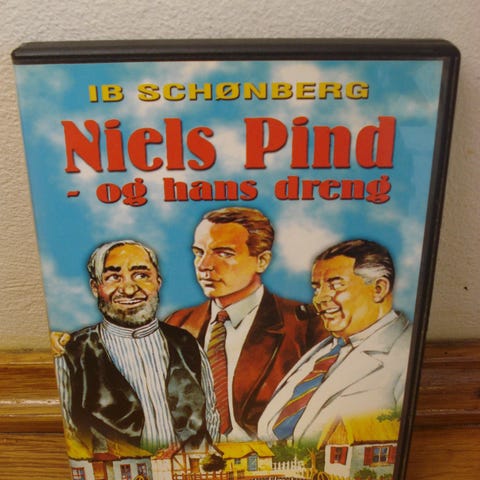 IB SCHØNBERG
Niels Pind
- og hans dreng